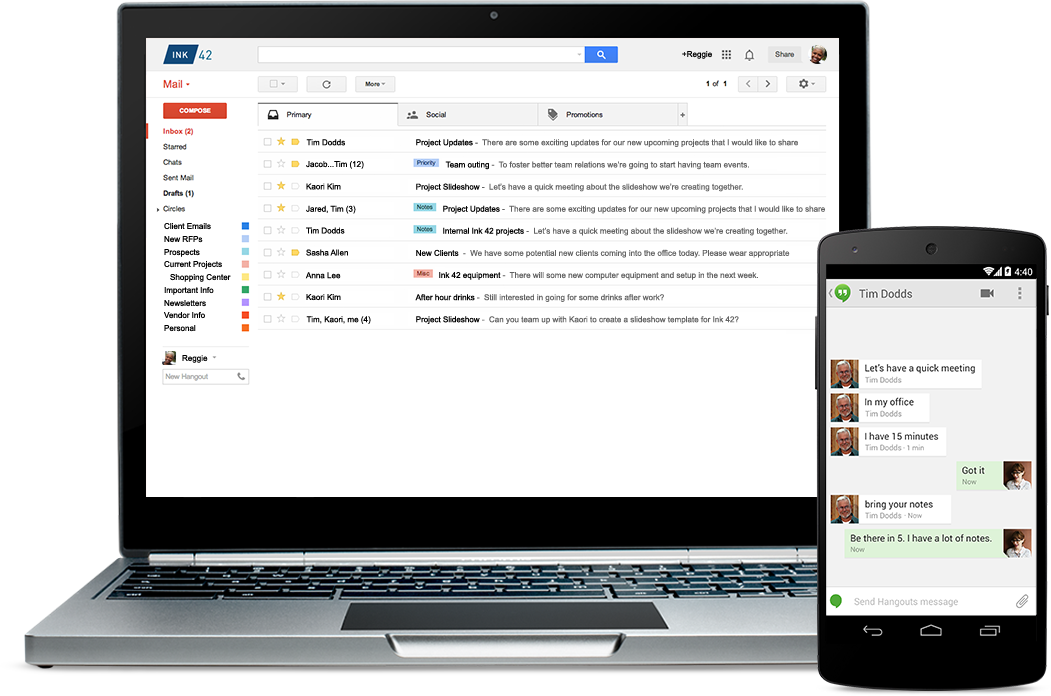 INK 42
+Reggie
Share
Mail
More
1 of 1
COMPOSE
Primary
Social
Promotions
+
Inbox (2)
Starred
Chats
Sent Mail
Drafts (1)
Circles
Client Emails
New RFPs
Prospects
Current Projects
Shopping Center
Important Info
Newsletters
Vendor Info
Personal
Reggie
New Hangout
Tim Dodds Project Updates - There are some exciting updates for our new upcoming projects that I would like to share
Jacob...Tim (12) Priority Team outing - To foster better team relations we're going to start having team events.
Kaori Kim Project Slideshow - Let's have a quick meeting about the slideshow we're creating together.
Jared, Tim (3) Notes Project Updates - There are some exciting updates for our new upcoming projects that I would like to share
Tim Dodds Notes Internal Ink 42 projects - Let's have a quick meeting about the slideshow we're creating together.
Sasha Allen New Clients - We have some potential new clients coming into the office today. Please wear appropriate
Anna Lee Misc Ink 42 equipment - There will some new computer equipment and setup in the next week.
Kaori Kim After hour drinks - Still interested in going for some drinks after work?
Tim, Kaori, me (4) Project Slideshow - Can you team up with Kaori to create a slideshow template for Ink 42?
4:40
Tim Dodds
Let's have a quick meeting
Tim Dodds
In my office
Tim Dodds
I have 15 minutes
Tim Dodds · 1 min
Got it
Now
bring your notes
Tim Dodds · Now
Be there in 5. I have a lot of notes.
Now
Send Hangouts message